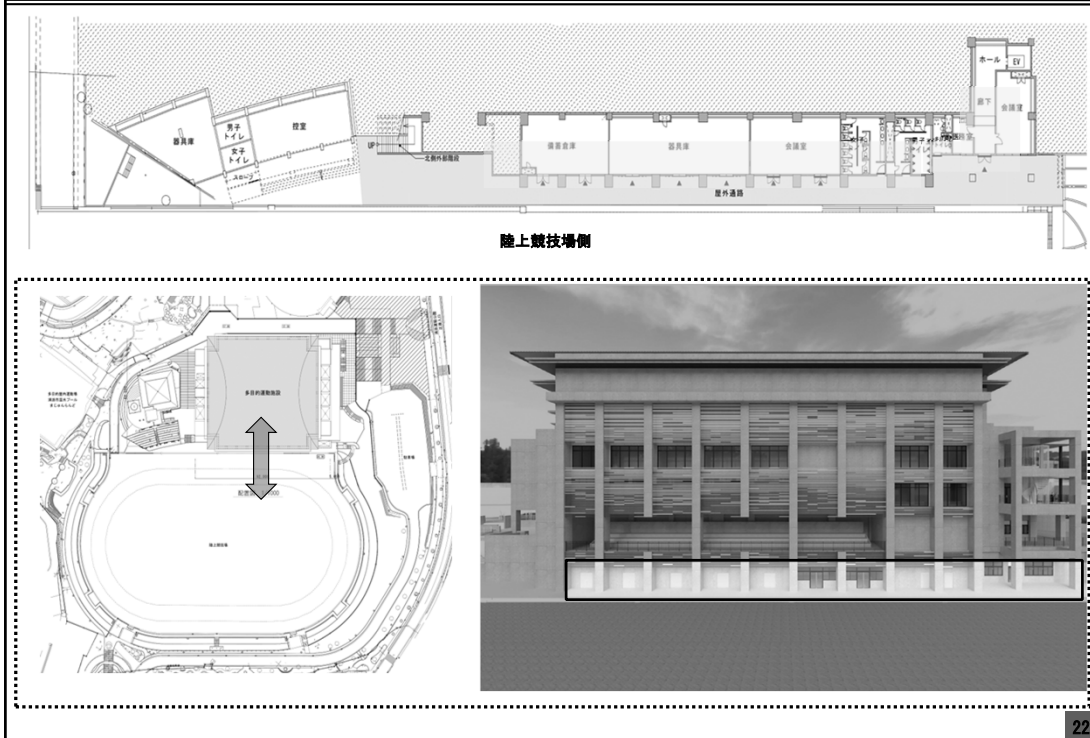 ホール
EV
廊下
会議室
器具庫
男子
トイレ
女子
トイレ
控室
スロープ
UP
北側外部階段
備蓄倉庫
器具庫
会議室
屋外通路
陸上競技場側
多目的運動施設
陸上競技場
駐車場
22